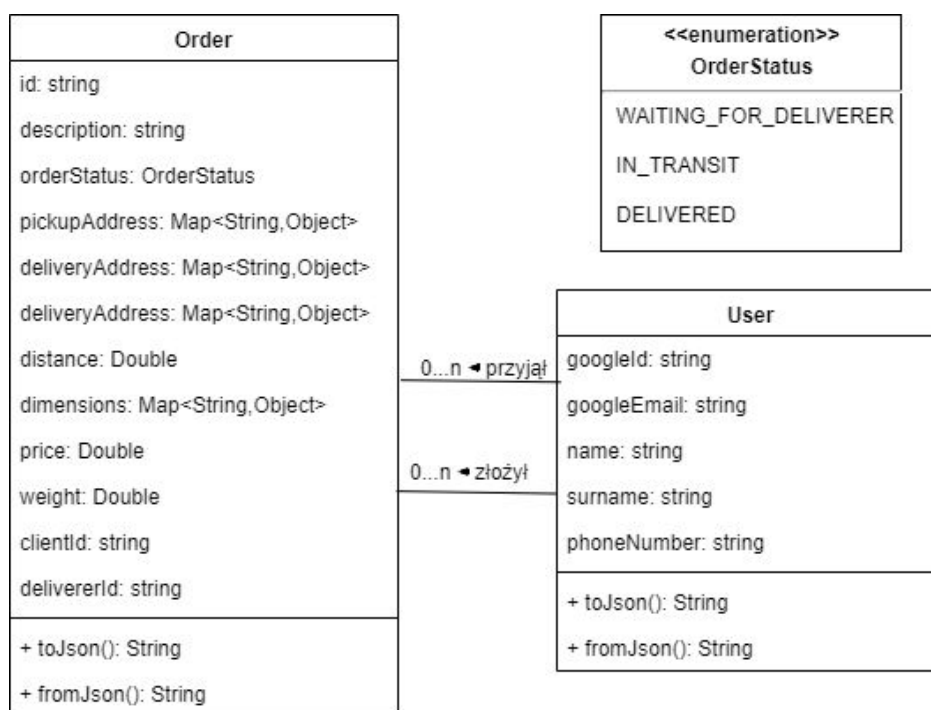 Order
id: string
description: string
orderStatus: OrderStatus
pickupAddress: Map<String,Object>
deliveryAddress: Map<String,Object>
deliveryAddress: Map<String,Object>
distance: Double
dimensions: Map<String,Object>
price: Double
weight: Double
clientId: string
delivererId: string
+ toJson(): String
+ fromJson(): String
<<enumeration>>
OrderStatus
WAITING_FOR_DELIVERER
IN_TRANSIT
DELIVERED
0...n ◄ przyjął
0...n ◄ złożył
User
googleId: string
googleEmail: string
name: string
surname: string
phoneNumber: string
+ toJson(): String
+ fromJson(): String